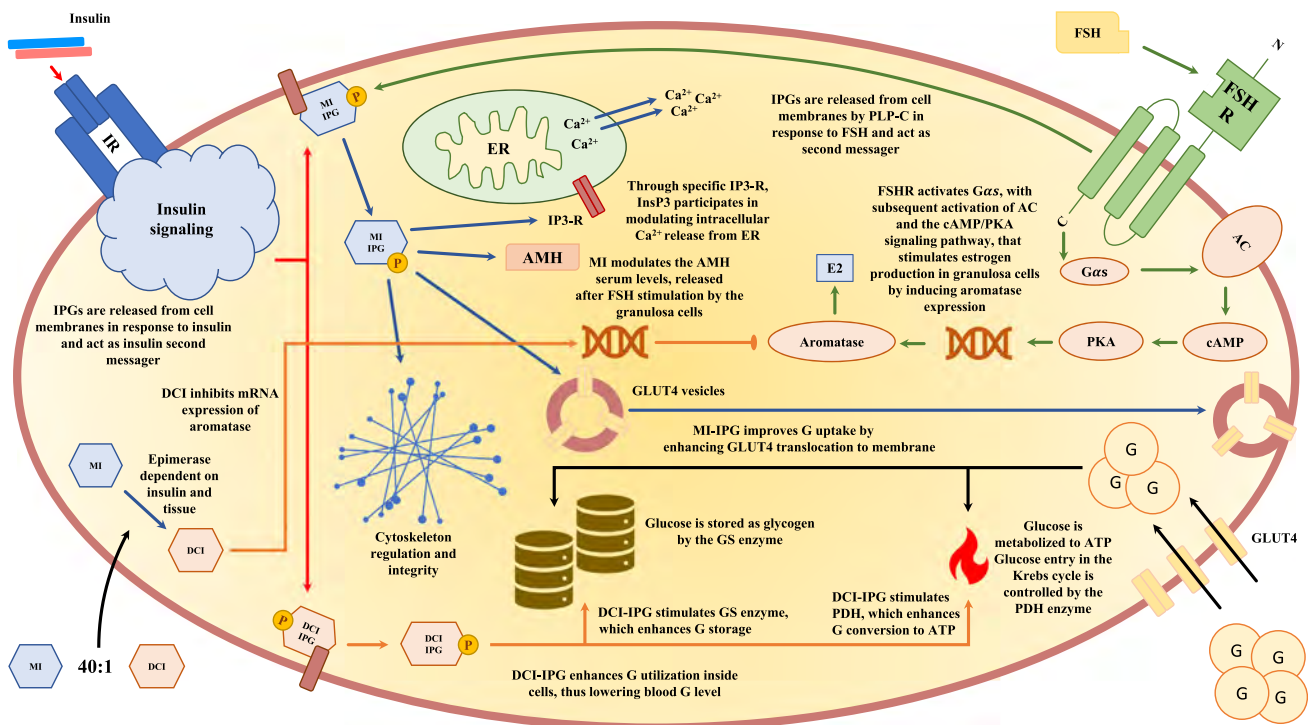 Insulin
IR
Insulin
signaling
IPGs are released from cell
membranes in response to insulin
and act as insulin second
messager
MI
IPG
P
MI
IPG
P
ER
Ca²⁺
Ca²⁺
Ca²⁺
Ca²⁺
Ca²⁺
IP3-R
AMH
Through specific IP3-R,
InsP3 participates in
modulating intracellular
Ca²⁺ release from ER
MI modulates the AMH
serum levels, released
after FSH stimulation by the
granulosa cells
IPGs are released from cell
membranes by PLP-C in
response to FSH and act as
second messager
FSH
N
FSH
R
C
FSHR activates Gαs, with
subsequent activation of AC
and the cAMP/PKA
signaling pathway, that
stimulates estrogen
production in granulosa cells
by inducing aromatase
expression
Gαs
AC
cAMP
PKA
Aromatase
E2
DCI inhibits mRNA
expression of
aromatase
GLUT4 vesicles
MI-IPG improves G uptake by
enhancing GLUT4 translocation to membrane
MI
Epimerase
dependent on
insulin and
tissue
DCI
Cytoskeleton
regulation and
integrity
Glucose is stored as glycogen
by the GS enzyme
Glucose is
metabolized to ATP
Glucose entry in the
Krebs cycle is
controlled by the
PDH enzyme
G
G
G
G
GLUT4
P
DCI
IPG
DCI
IPG
P
DCI-IPG stimulates GS enzyme,
which enhances G storage
DCI-IPG stimulates
PDH, which enhances
G conversion to ATP
DCI-IPG enhances G utilization inside
cells, thus lowering blood G level
MI
40:1
DCI
G
G
G
G